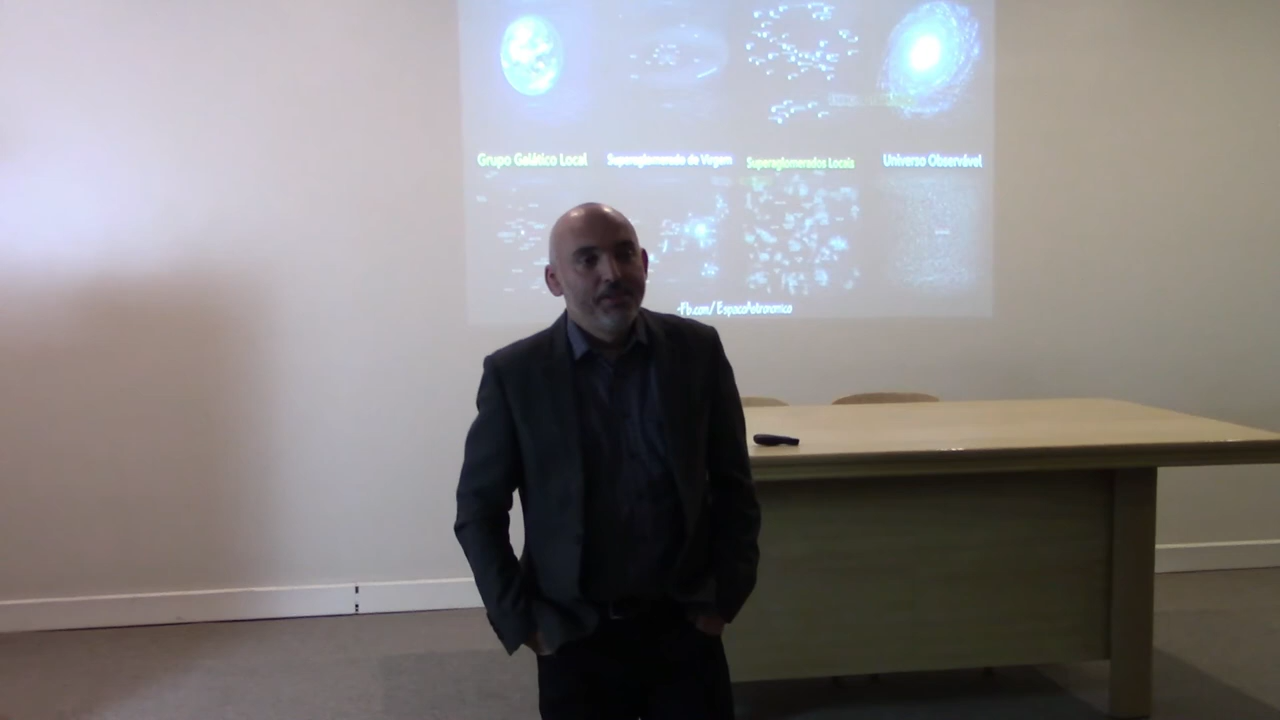 Grupo Galático Local Superaglomerado de Virgem Superaglomerados Locais Universo Observável
Fb.com/EspacoAstronomico